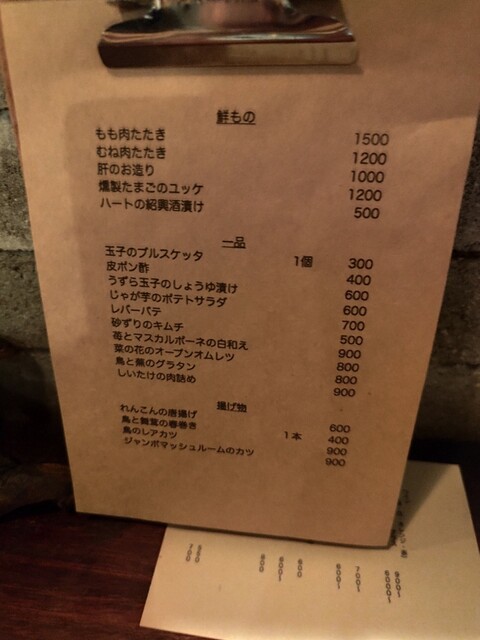 鮮もの
もも肉たたき 1500
むね肉たたき 1200
肝のお造り 1000
燻製たまごのユッケ 1200
ハートの紹興酒漬け 500
一品
玉子のブルスケッタ 1個 300
皮ポン酢 400
うずら玉子のしょうゆ漬け 600
じゃが芋のポテトサラダ 600
レバーパテ 700
砂ずりのキムチ 500
苺とマスカルポーネの白和え 900
菜の花のオープンオムレツ 800
鳥と蕪のグラタン 800
しいたけの肉詰め 900
揚げ物
れんこんの唐揚げ 600
鳥と舞茸の春巻き 1本 400
鳥のレアカツ 900
ジャンボマッシュルームのカツ 900